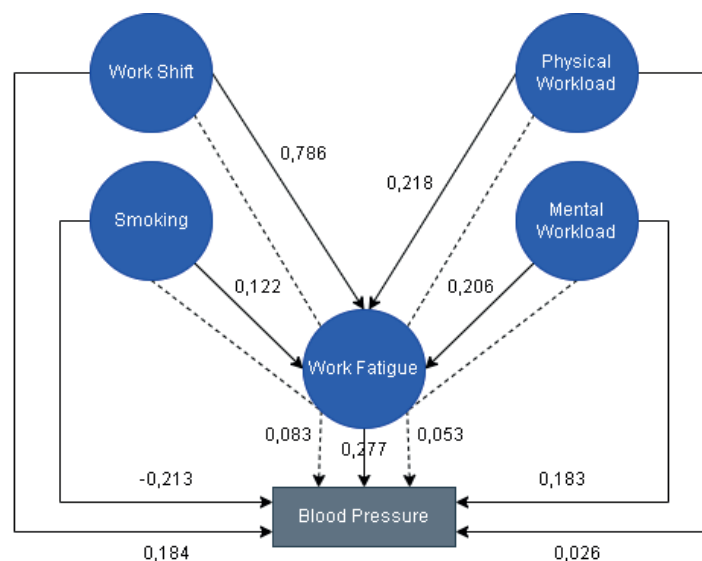 Work Shift
Physical
Workload
0,786
0,218
Smoking
Mental
Workload
0,122
0,206
Work Fatigue
0,083
0,277
0,053
-0,213
0,183
Blood Pressure
0,184
0,026